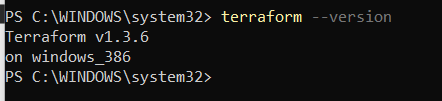 PS C:\WINDOWS\system32> terraform --version
Terraform v1.3.6
on windows_386
PS C:\WINDOWS\system32>